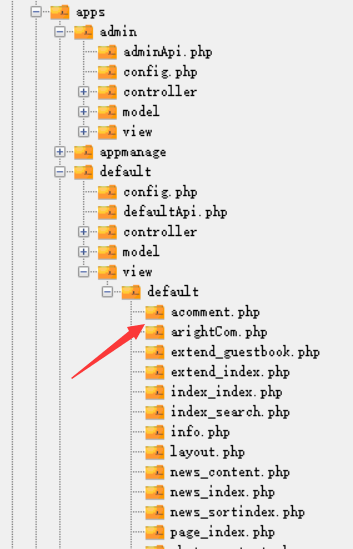 apps
admin
adminApi.php
config.php
controller
model
view
appmanage
default
config.php
defaultApi.php
controller
model
view
default
acomment.php
arightCom.php
extend_guestbook.php
extend_index.php
index_index.php
index_search.php
info.php
layout.php
news_content.php
news_index.php
news_sortindex.php
page_index.php